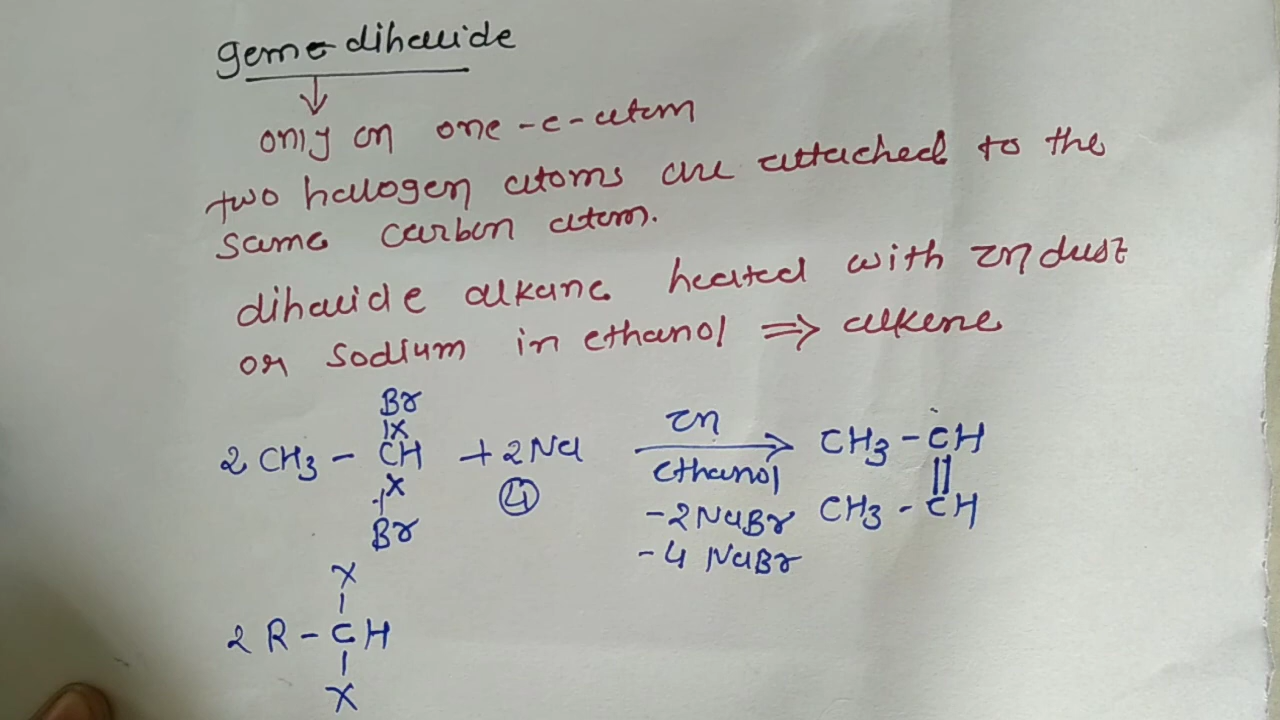 gem-dihalide
only on one-c-atom
two halogen atoms are attached to the
same carbon atom.
dihalide alkane heated with zn dust
or sodium in ethanol ⇒ alkene
Br
X
2 CH3 - CH + 2Na zn CH3 - CH
X ④ ethanol ||
Br -2NaBr CH3 - CH
-4 NaBr
X
2 R - CH
X